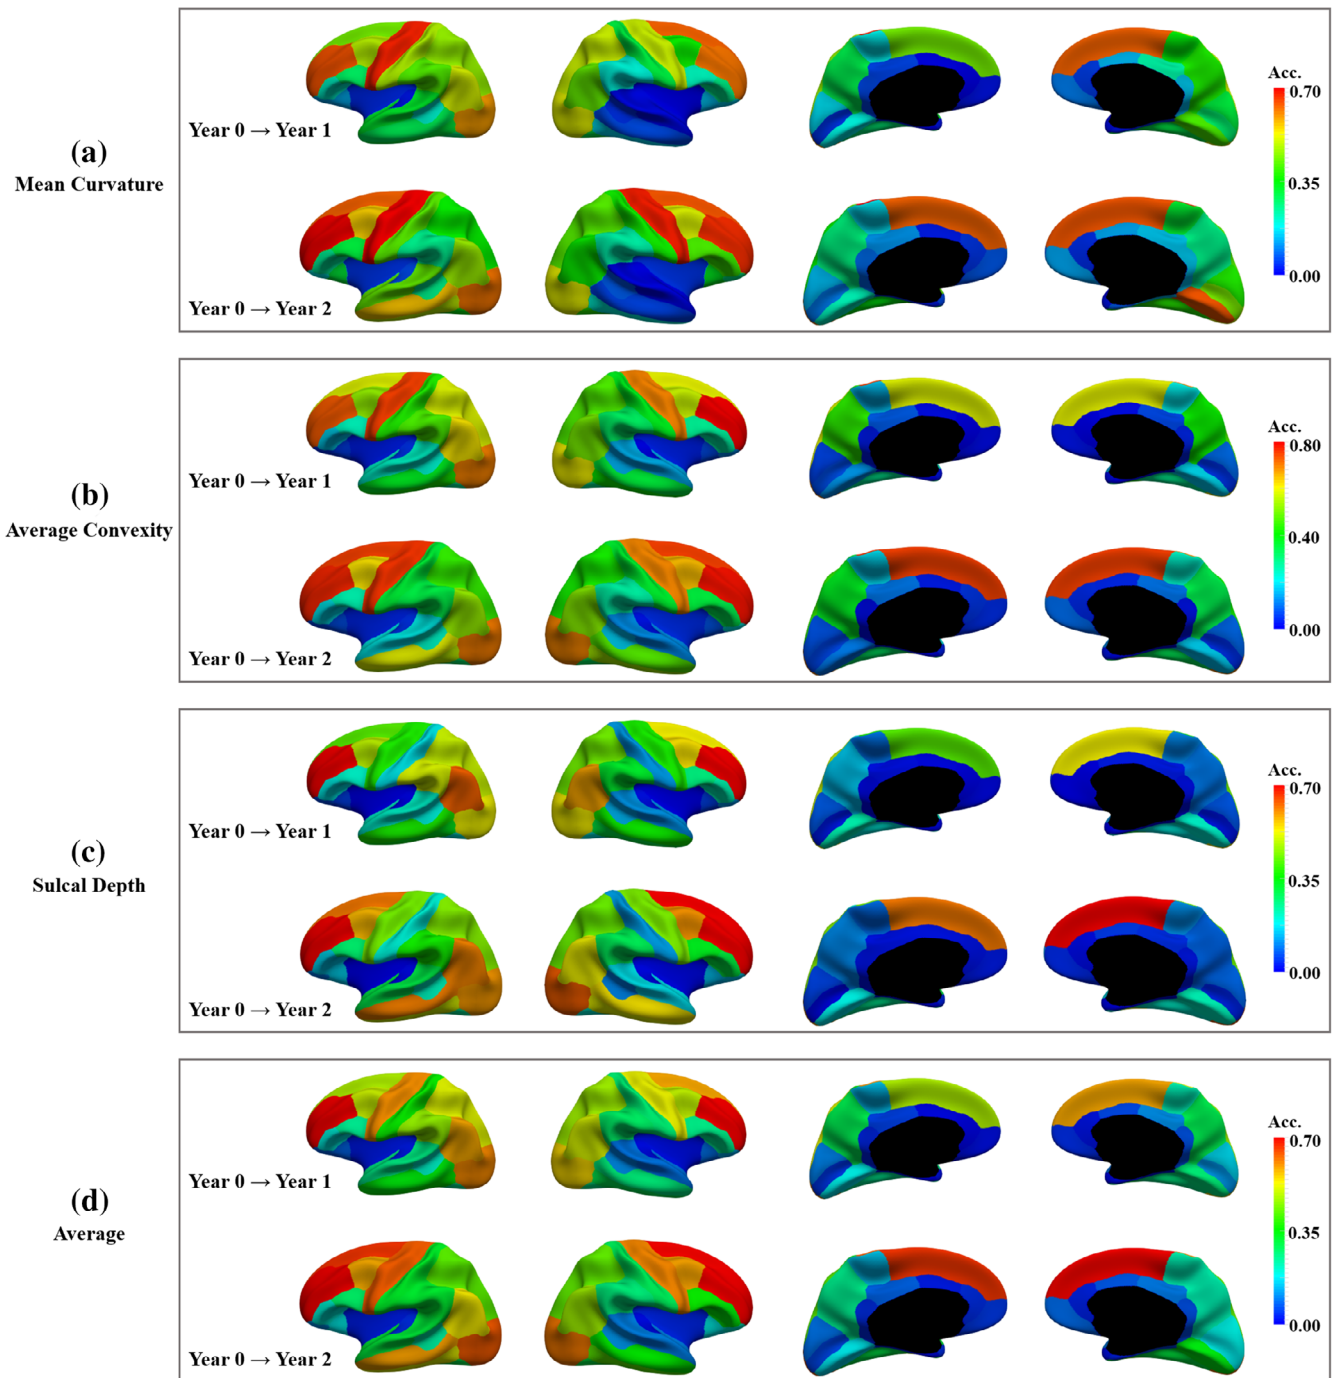 (a)
Mean Curvature
Year 0 → Year 1
Year 0 → Year 2
Acc.
0.70
0.35
0.00
(b)
Average Convexity
Year 0 → Year 1
Year 0 → Year 2
Acc.
0.80
0.40
0.00
(c)
Sulcal Depth
Year 0 → Year 1
Year 0 → Year 2
Acc.
0.70
0.35
0.00
(d)
Average
Year 0 → Year 1
Year 0 → Year 2
Acc.
0.70
0.35
0.00